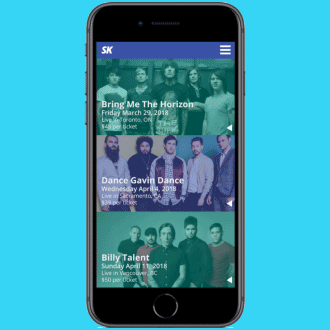 SK
Bring Me The Horizon
Friday March 29, 2018
Live in Toronto, ON
$40 per ticket
Dance Gavin Dance
Wednesday April 4, 2018
Live in Sacramento, CA
$39 per ticket
Billy Talent
Sunday April 11, 2018
Live in Vancouver, BC
$50 per ticket